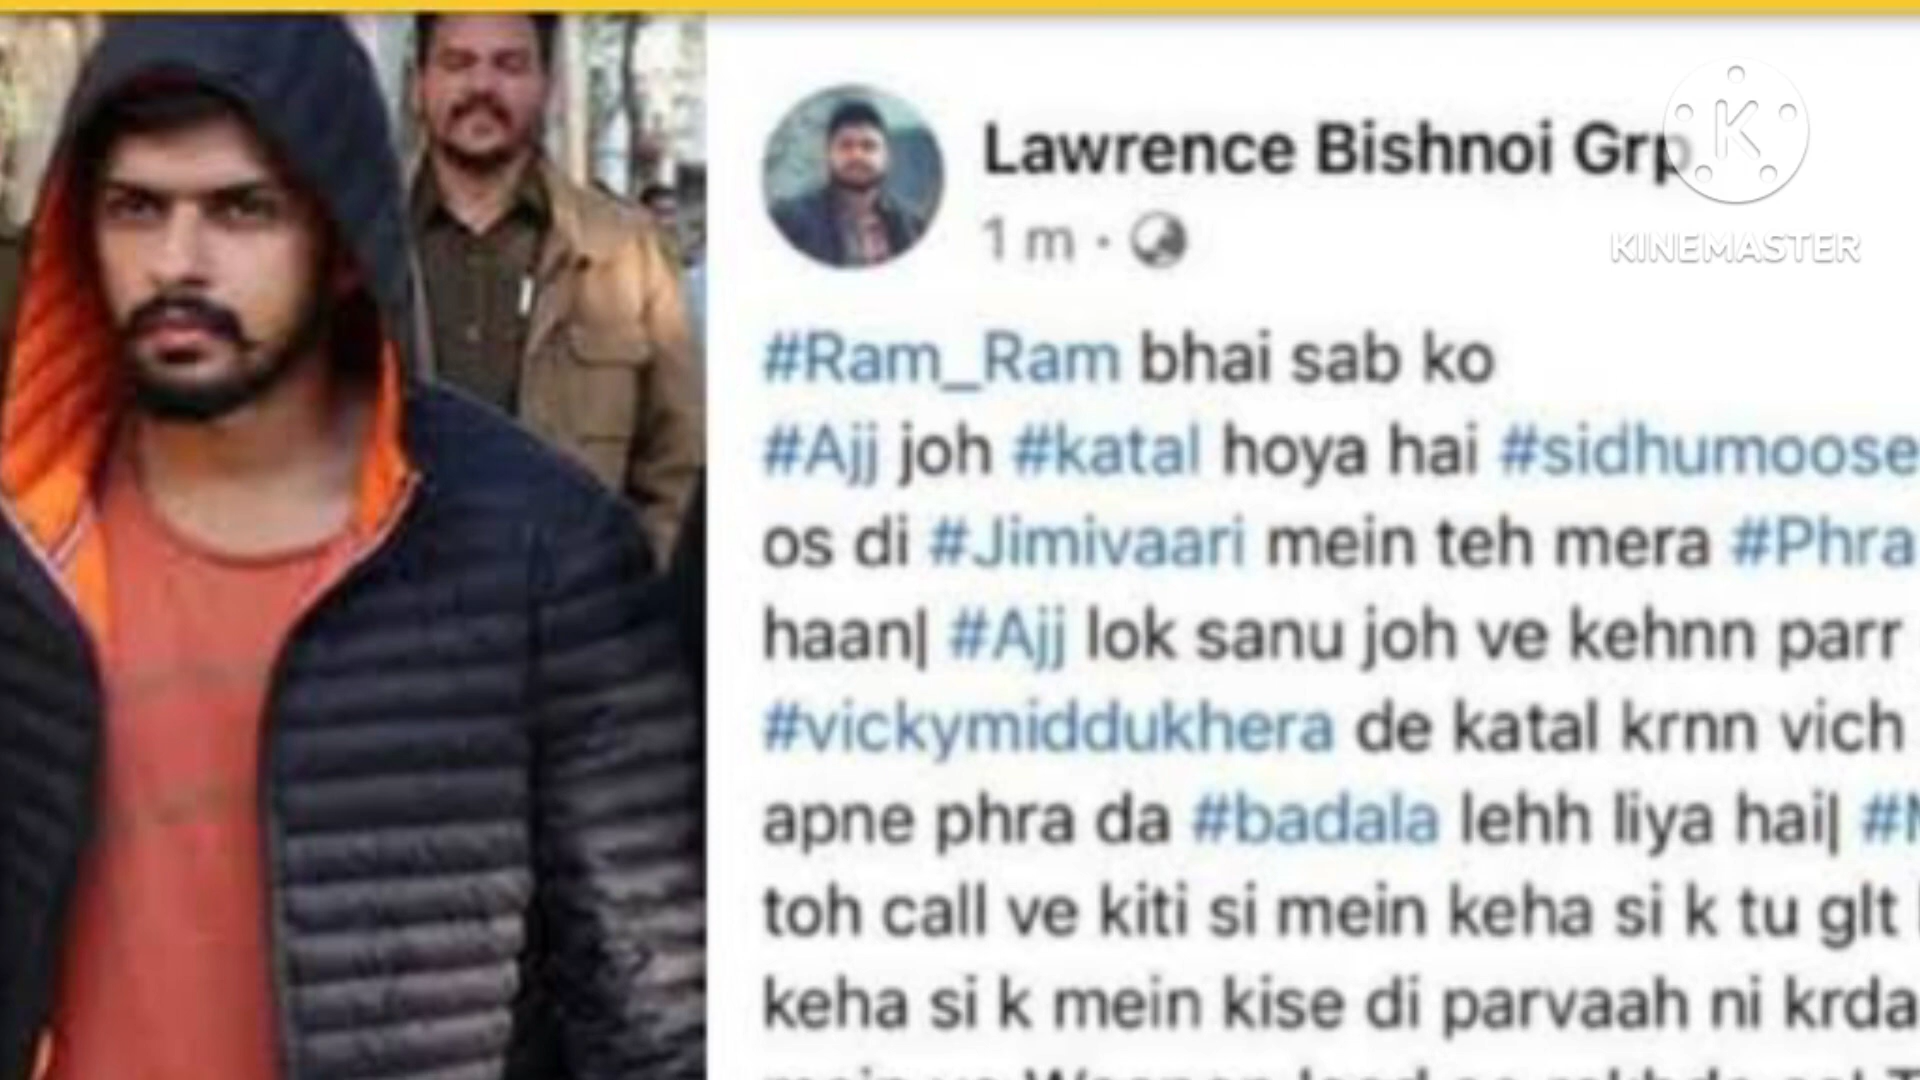 Lawrence Bishnoi Grp
KINEMASTER
1 m
#Ram_Ram bhai sab ko
#Ajj joh #katal hoya hai #sidhumoose
os di #Jimivaari mein teh mera #Phra
haan| #Ajj lok sanu joh ve kehnn parr
#vickymiddukhera de katal krnn vich
apne phra da #badala lehh liya hai|
toh call ve kiti si mein keha si k tu glt
keha si k mein kise di parvaah ni krda